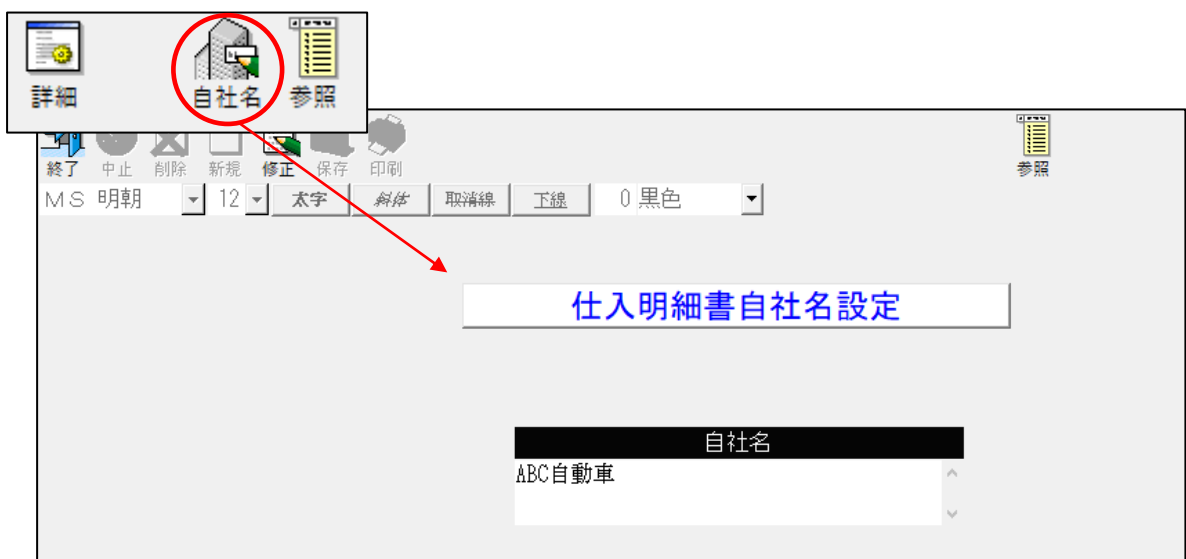 詳細 自社名 参照
終了 中止 削除 新規 修正 保存 印刷 参照
ＭＳ 明朝 12 太字 斜体 取消線 下線 0 黒色
仕入明細書自社名設定
自社名
ABC自動車